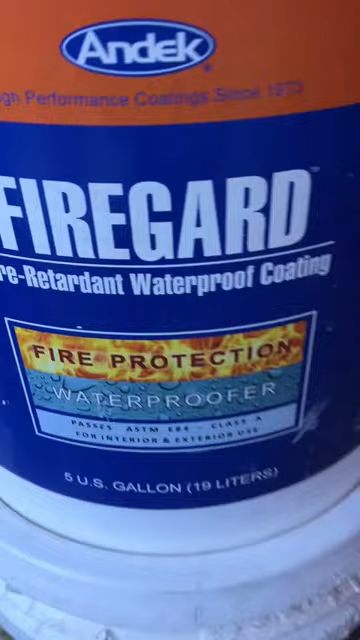 Andek
gh Performance Coatings Since 1973
FIREGARD™
re-Retardant Waterproof Coating
FIRE PROTECTION
WATERPROOFER
PASSES ASTM E84 - CLASS A
FOR INTERIOR & EXTERIOR USE
5 U.S. GALLON (19 LITERS)